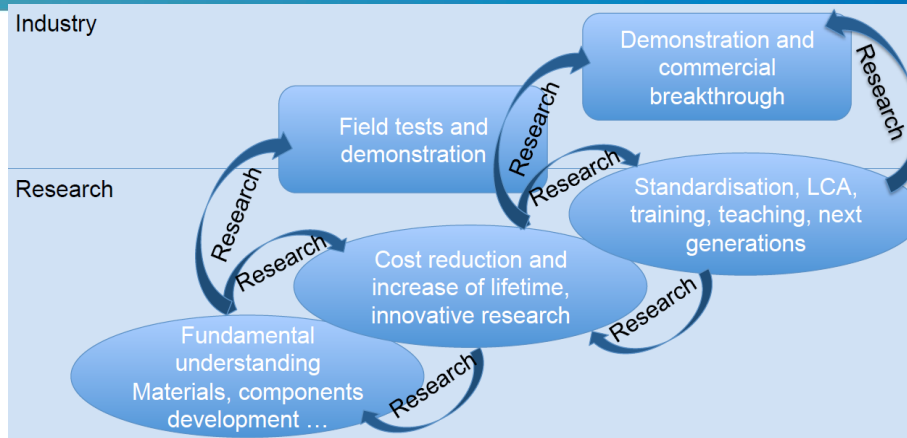 Industry
Demonstration and
commercial
breakthrough
Research
Field tests and
demonstration
Research
Research
Research
Research
Standardisation, LCA,
training, teaching, next
generations
Research
Research
Cost reduction and
increase of lifetime,
innovative research
Research
Fundamental
understanding
Materials, components
development ...
Research